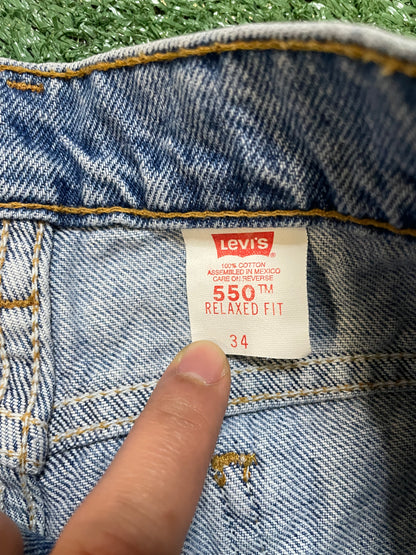 Levi's
100% COTTON
ASSEMBLED IN MEXICO
CARE ON REVERSE
550™
RELAXED FIT
34